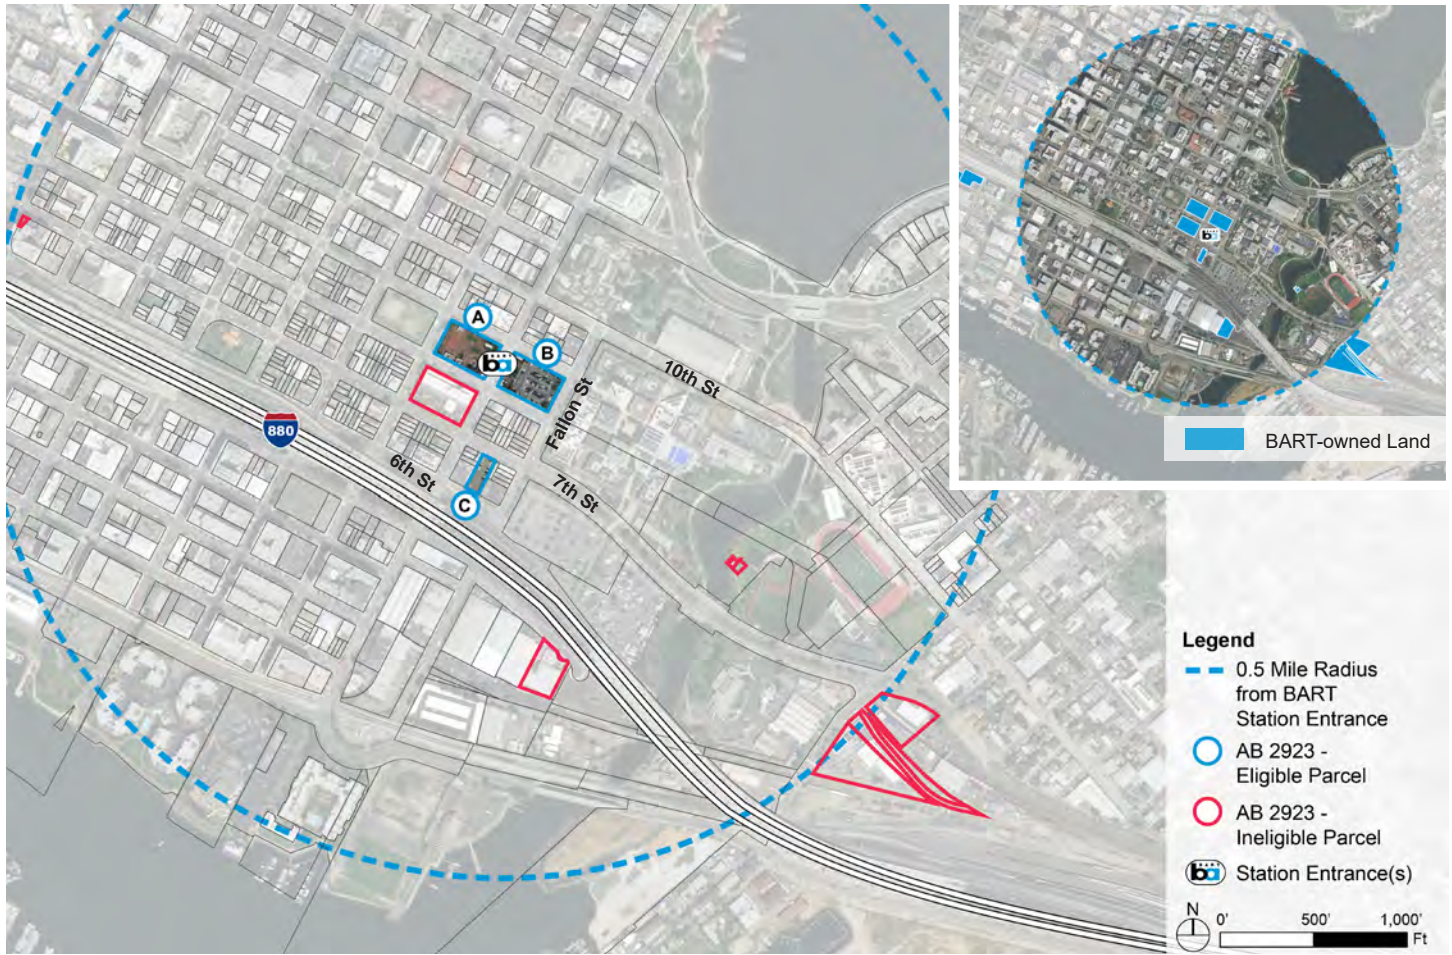 BART-owned Land
A
B
10th St
Fallon St
880
6th St
7th St
C
Legend
0.5 Mile Radius
from BART
Station Entrance
AB 2923 -
Eligible Parcel
AB 2923 -
Ineligible Parcel
Station Entrance(s)
N
0' 500' 1,000'
Ft